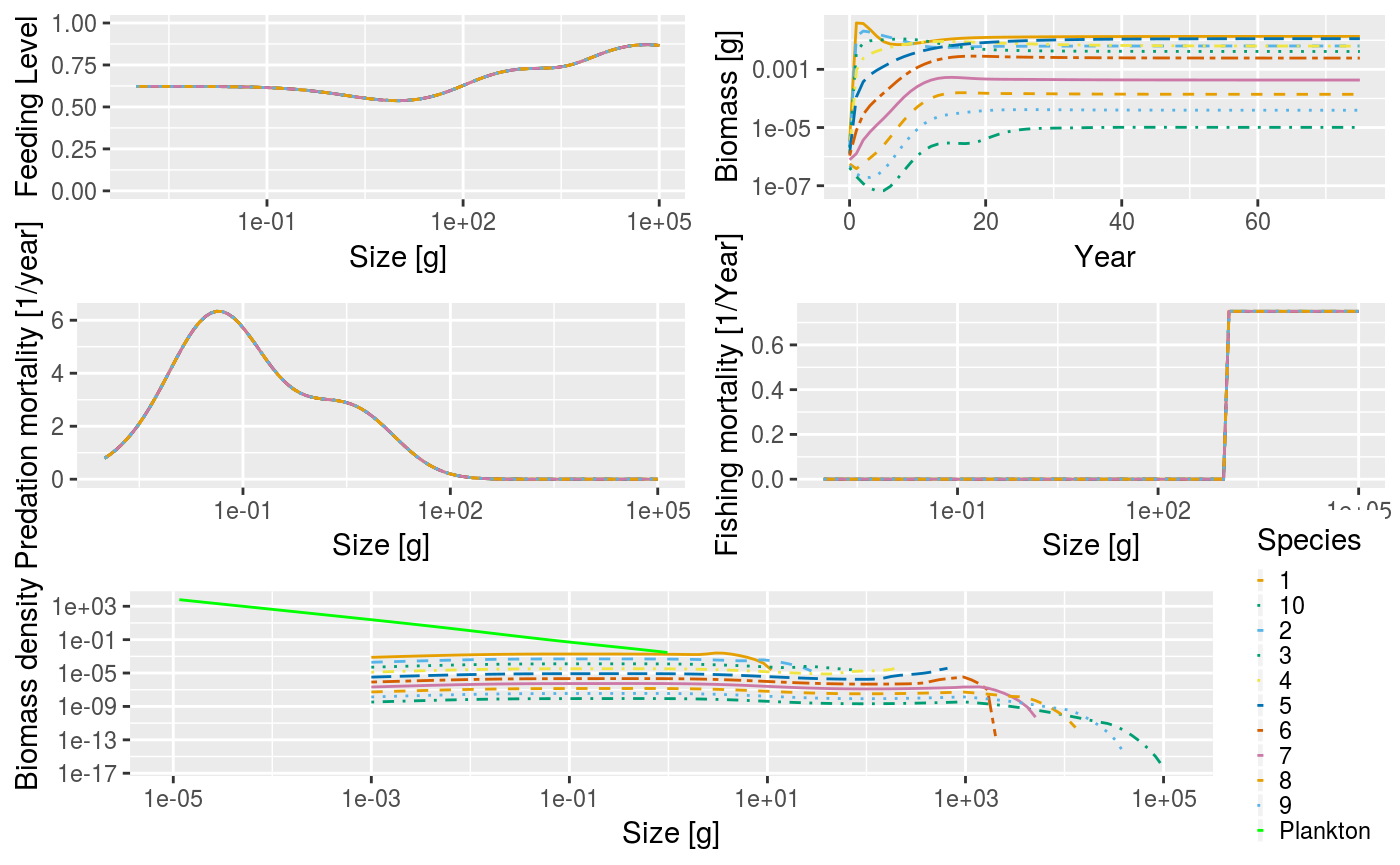 Feeding Level
1.00
0.75
0.50
0.25
0.00
1e-01
1e+02
1e+05
Size [g]
Biomass [g]
0.001
1e-05
1e-07
0
20
40
60
Year
Predation mortality [1/year]
6
4
2
0
1e-01
1e+02
1e+05
Size [g]
Fishing mortality [1/Year]
0.6
0.4
0.2
0.0
1e-01
1e+02
1e+05
Size [g]
Biomass density
1e+03
1e-01
1e-05
1e-09
1e-13
1e-17
1e-05
1e-03
1e-01
1e+01
1e+03
1e+05
Size [g]
Species
1
10
2
3
4
5
6
7
8
9
Plankton